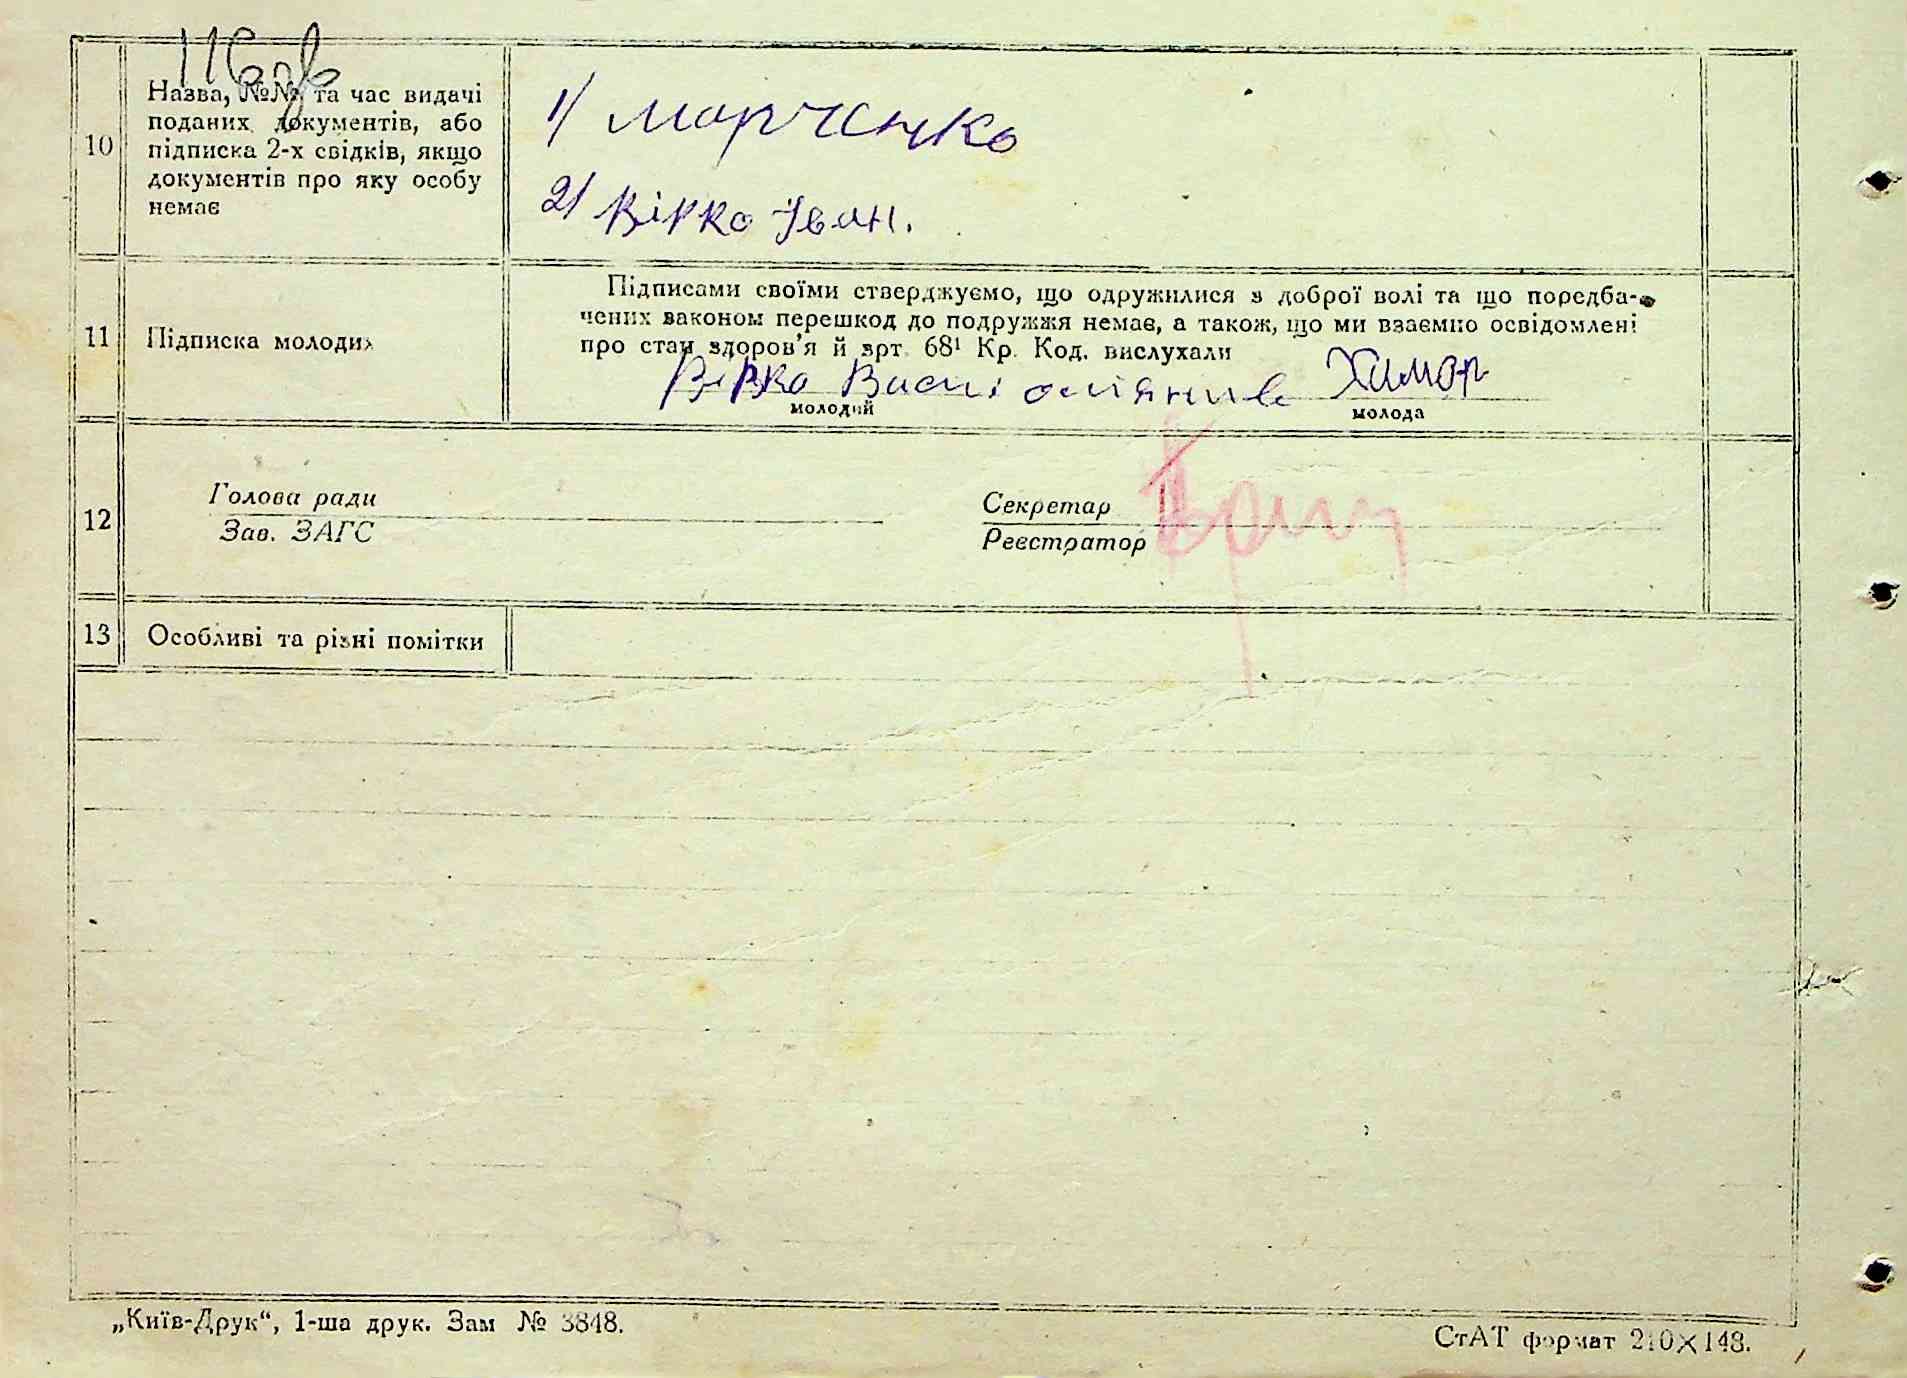 10
Назва, №№ та час видачі
поданих документів, або
підписка 2-х свідків, якщо
документів про яку особу
немає
1/ Марченко
2/ Вірко Іван.
11
Підписка молодих
Підписами своїми стверджуємо, що одружилися з доброї волі та що поредба-
чених законом перешкод до подружжя немає, а також, що ми взаємно освідомлені
про стан здоров'я й арт. 68¹ Кр. Код. вислухали
Вірко Васил Химор
молодий
молода
12
Голова ради
Зав. ЗАГС
Секретар
Реєстратор
13
Особливі та різні помітки
„Київ-Друк“, 1-ша друк. Зам № 3848.
СтАТ формат 210×148.